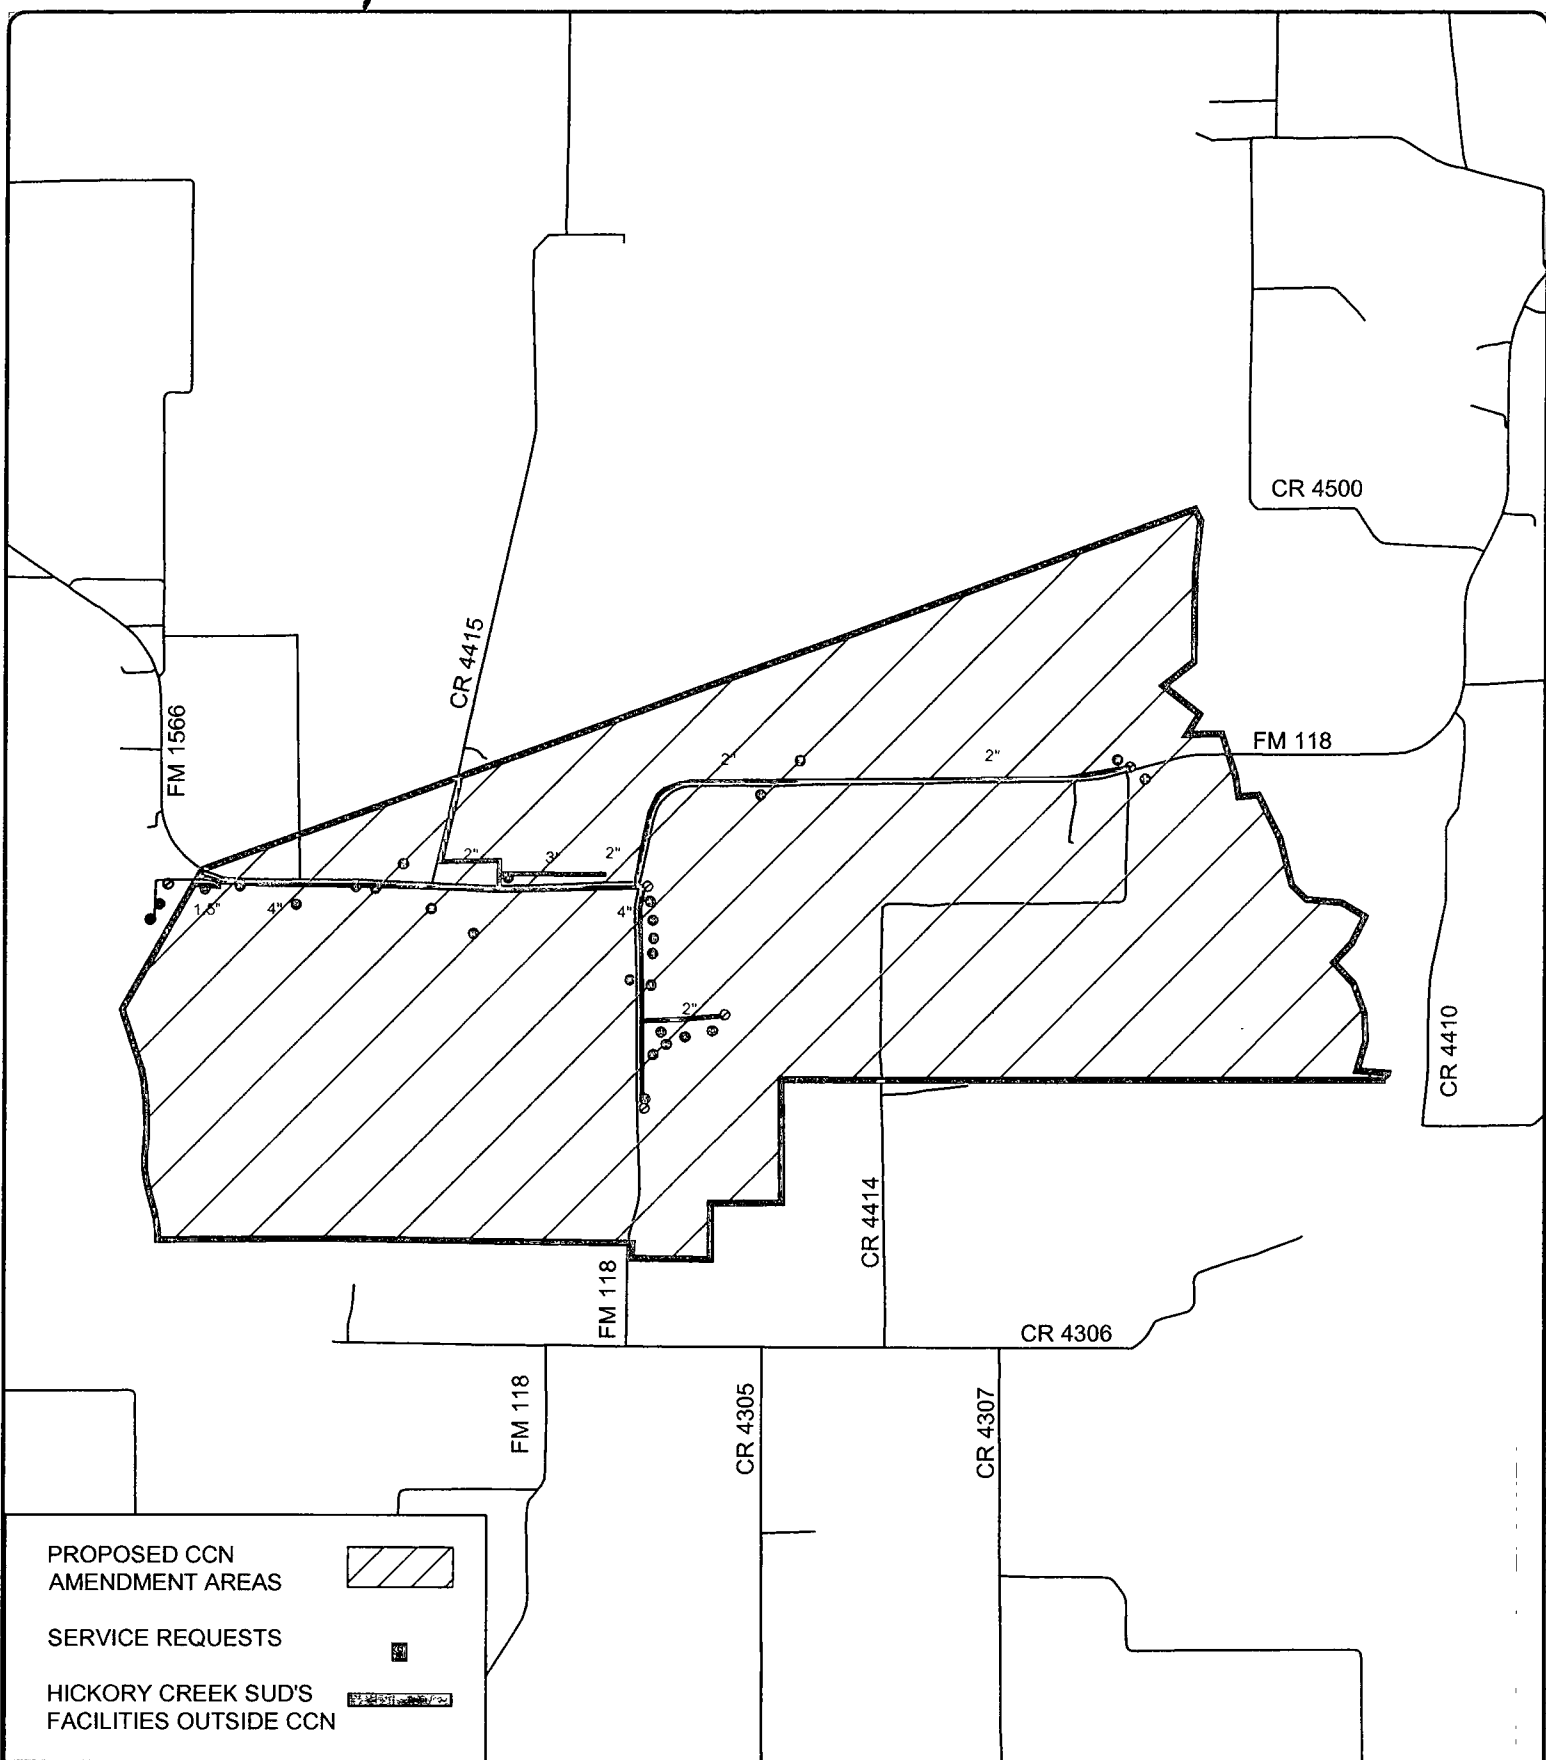 CR 4500
CR 4415
FM 1566
FM 118
2"
2"
2"
3"
2"
1.5"
4"
4"
2"
CR 4410
CR 4414
FM 118
CR 4306
FM 118
CR 4305
CR 4307
PROPOSED CCN
AMENDMENT AREAS
SERVICE REQUESTS
HICKORY CREEK SUD'S
FACILITIES OUTSIDE CCN